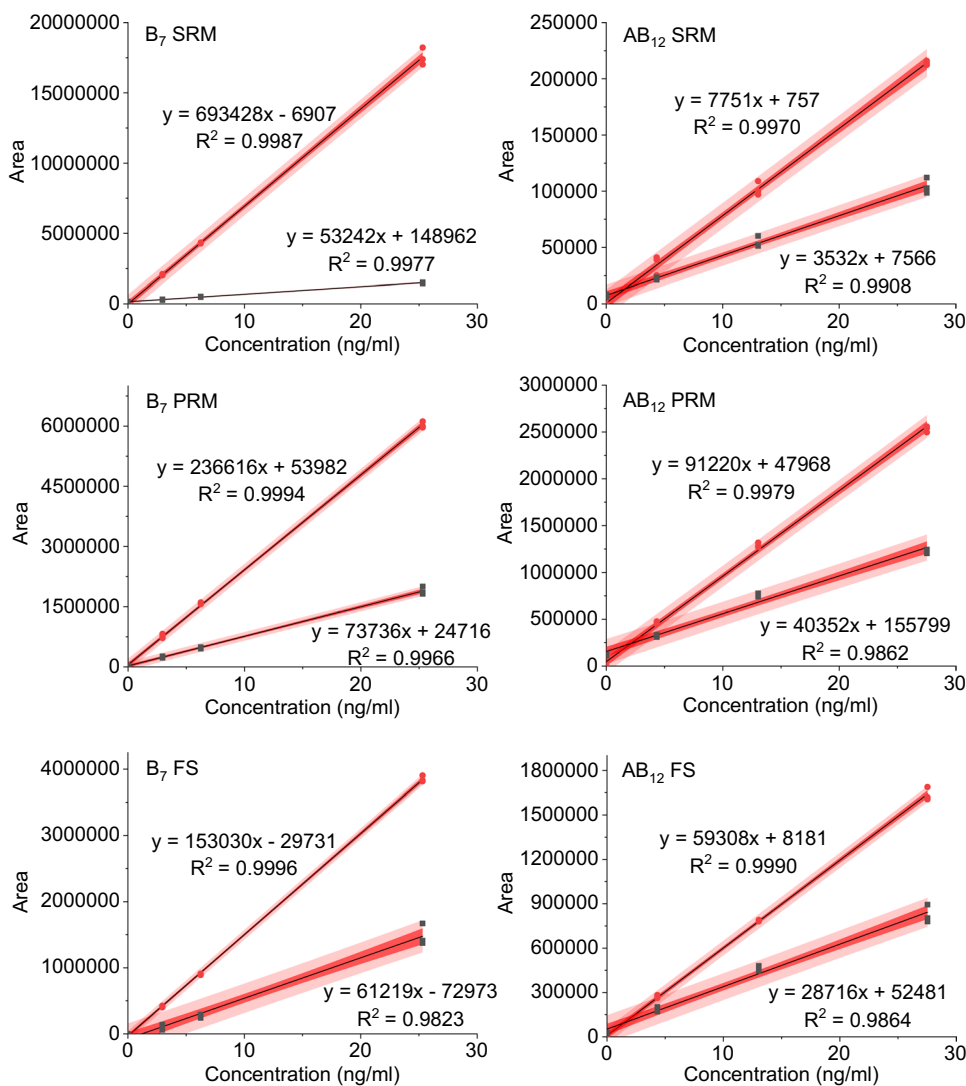 B₇ SRM
20000000
15000000
10000000
5000000
0
Area
y = 693428x - 6907
R² = 0.9987
y = 53242x + 148962
R² = 0.9977
0 10 20 30
Concentration (ng/ml)
AB₁₂ SRM
250000
200000
150000
100000
50000
0
Area
y = 7751x + 757
R² = 0.9970
y = 3532x + 7566
R² = 0.9908
0 10 20 30
Concentration (ng/ml)
B₇ PRM
6000000
4500000
3000000
1500000
0
Area
y = 236616x + 53982
R² = 0.9994
y = 73736x + 24716
R² = 0.9966
0 10 20 30
Concentration (ng/ml)
AB₁₂ PRM
3000000
2500000
2000000
1500000
1000000
500000
0
Area
y = 91220x + 47968
R² = 0.9979
y = 40352x + 155799
R² = 0.9862
0 10 20 30
Concentration (ng/ml)
B₇ FS
4000000
3000000
2000000
1000000
0
Area
y = 153030x - 29731
R² = 0.9996
y = 61219x - 72973
R² = 0.9823
0 10 20 30
Concentration (ng/ml)
AB₁₂ FS
1800000
1500000
1200000
900000
600000
300000
0
Area
y = 59308x + 8181
R² = 0.9990
y = 28716x + 52481
R² = 0.9864
0 10 20 30
Concentration (ng/ml)